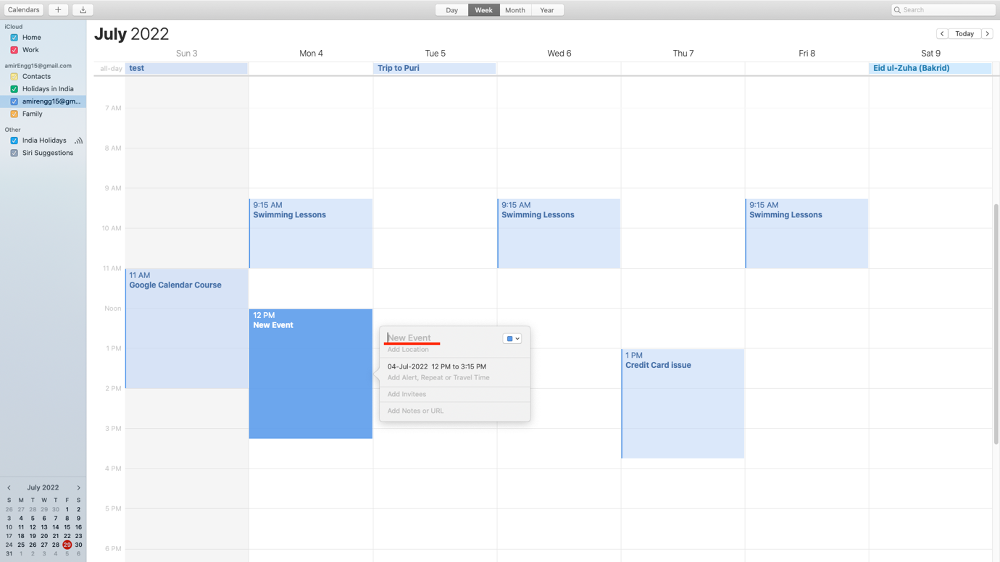 Calendars
+
Day
Week
Month
Year
Search
iCloud
Home
Work
amirEngg15@gmail.com
Contacts
Holidays in India
amirengg15@gm...
Family
Other
India Holidays
Siri Suggestions
July 2022
Today
Sun 3
Mon 4
Tue 5
Wed 6
Thu 7
Fri 8
Sat 9
all-day
test
Trip to Puri
Eid ul-Zuha (Bakrid)
7 AM
8 AM
9 AM
10 AM
11 AM
Noon
1 PM
2 PM
3 PM
4 PM
5 PM
6 PM
11 AM
Google Calendar Course
9:15 AM
Swimming Lessons
12 PM
New Event
9:15 AM
Swimming Lessons
1 PM
Credit Card issue
9:15 AM
Swimming Lessons
New Event
Add Location
04-Jul-2022 12 PM to 3:15 PM
Add Alert, Repeat or Travel Time
Add Invitees
Add Notes or URL
July 2022
S M T W T F S
26 27 28 29 30 1 2
3 4 5 6 7 8 9
10 11 12 13 14 15 16
17 18 19 20 21 22 23
24 25 26 27 28 29 30
31 1 2 3 4 5 6